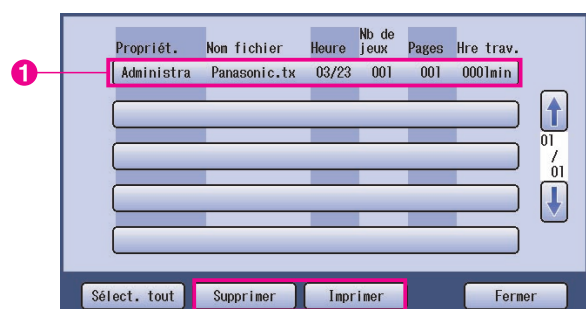 Propriét. Nom fichier Heure Nb de jeux Pages Hre trav.
1 Administra Panasonic.tx 03/23 001 001 0001min
01
/
01
Sélect. tout Supprimer Imprimer Fermer